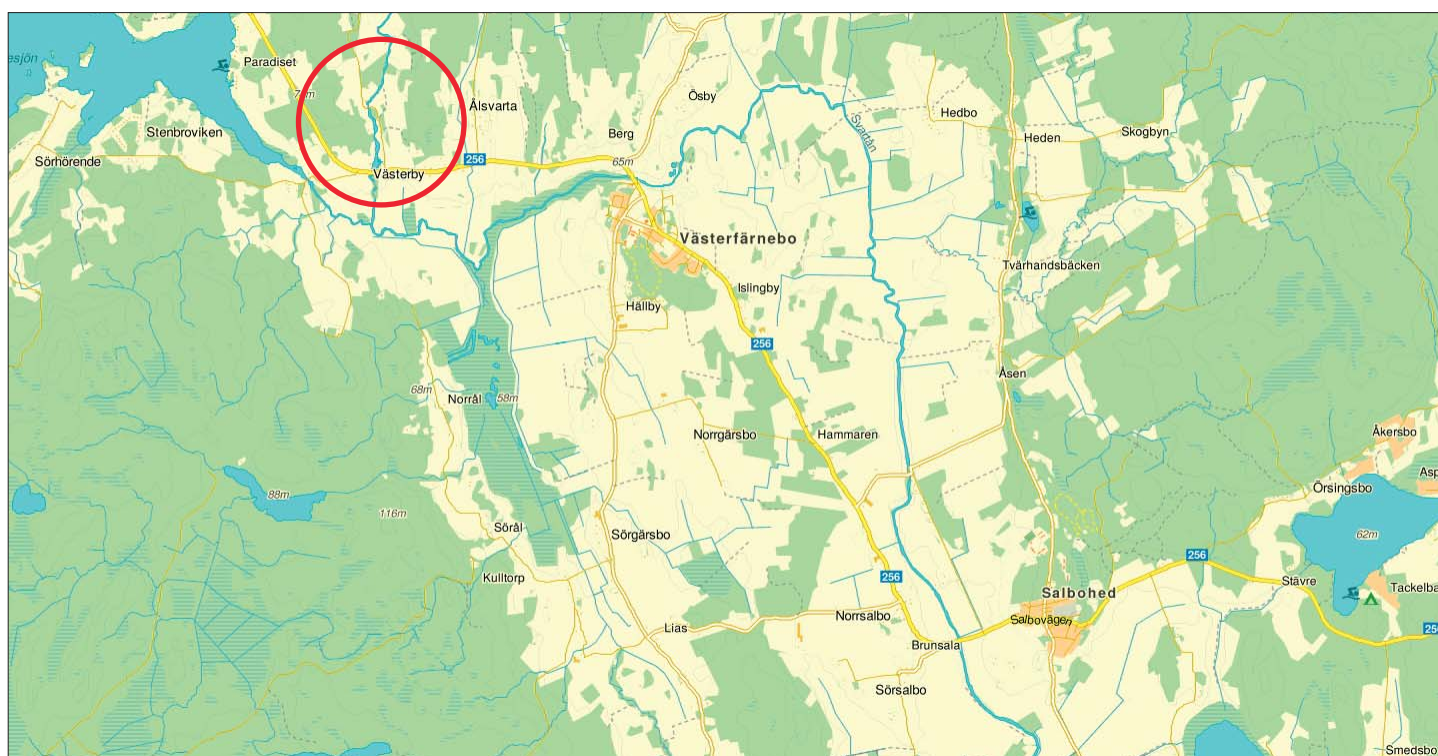 esjön
Paradiset
Ålsvarta
Ösby
Stenbroviken
Sörhörende
Berg
Svartån
Hedbo
Heden
Skogbyn
256
65m
Västerby
Västerfärnebo
Tvärhandsbäcken
Islingby
Hällby
256
Åsen
68m
Norrål
58m
Norrgärsbo
Hammaren
Åkersbo
Asp
Örsingsbo
88m
116m
Sörål
Sörgärsbo
62m
Kulltorp
256
256
Stävre
Tackelba
Salbohed
Salbovägen
Norrsalbo
Lias
Brunsala
256
Sörsalbo
Smedsbo